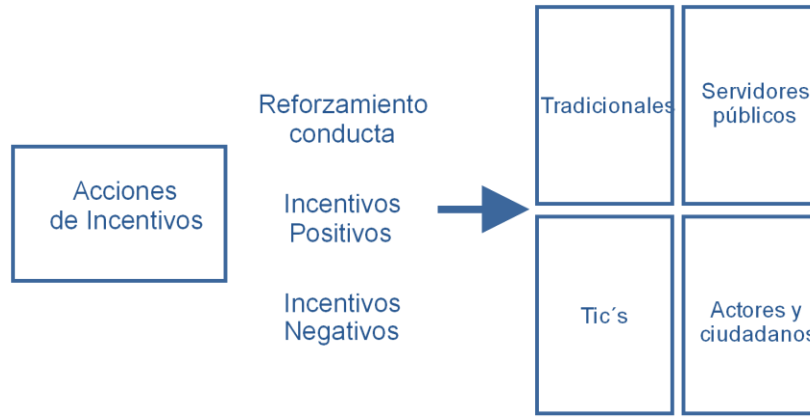 Acciones
de Incentivos
Reforzamiento
conducta
Incentivos
Positivos
Incentivos
Negativos
Tradicionales
Servidores
públicos
Tic´s
Actores y
ciudadanos